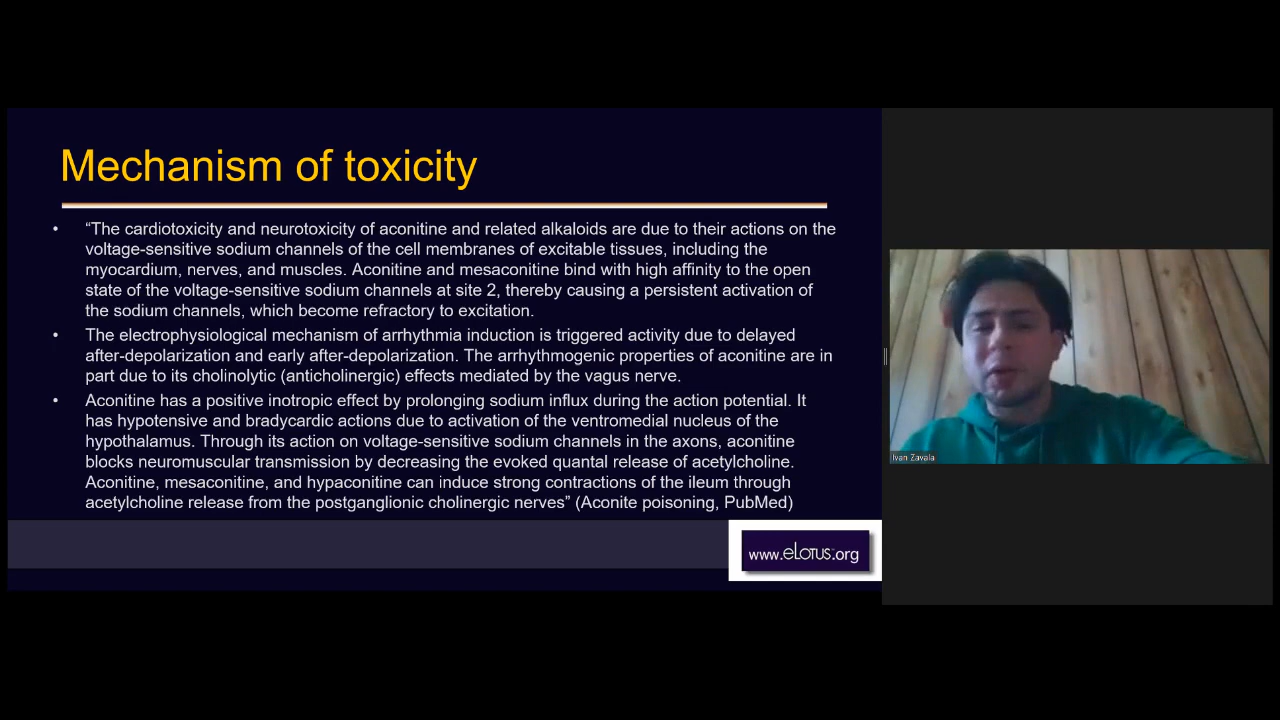 Mechanism of toxicity
• “The cardiotoxicity and neurotoxicity of aconitine and related alkaloids are due to their actions on the
voltage-sensitive sodium channels of the cell membranes of excitable tissues, including the
myocardium, nerves, and muscles. Aconitine and mesaconitine bind with high affinity to the open
state of the voltage-sensitive sodium channels at site 2, thereby causing a persistent activation of
the sodium channels, which become refractory to excitation.
• The electrophysiological mechanism of arrhythmia induction is triggered activity due to delayed
after-depolarization and early after-depolarization. The arrhythmogenic properties of aconitine are in
part due to its cholinolytic (anticholinergic) effects mediated by the vagus nerve.
• Aconitine has a positive inotropic effect by prolonging sodium influx during the action potential. It
has hypotensive and bradycardic actions due to activation of the ventromedial nucleus of the
hypothalamus. Through its action on voltage-sensitive sodium channels in the axons, aconitine
blocks neuromuscular transmission by decreasing the evoked quantal release of acetylcholine.
Aconitine, mesaconitine, and hypaconitine can induce strong contractions of the ileum through
acetylcholine release from the postganglionic cholinergic nerves” (Aconite poisoning, PubMed)
www.eLotus.org
Ivan Zavala